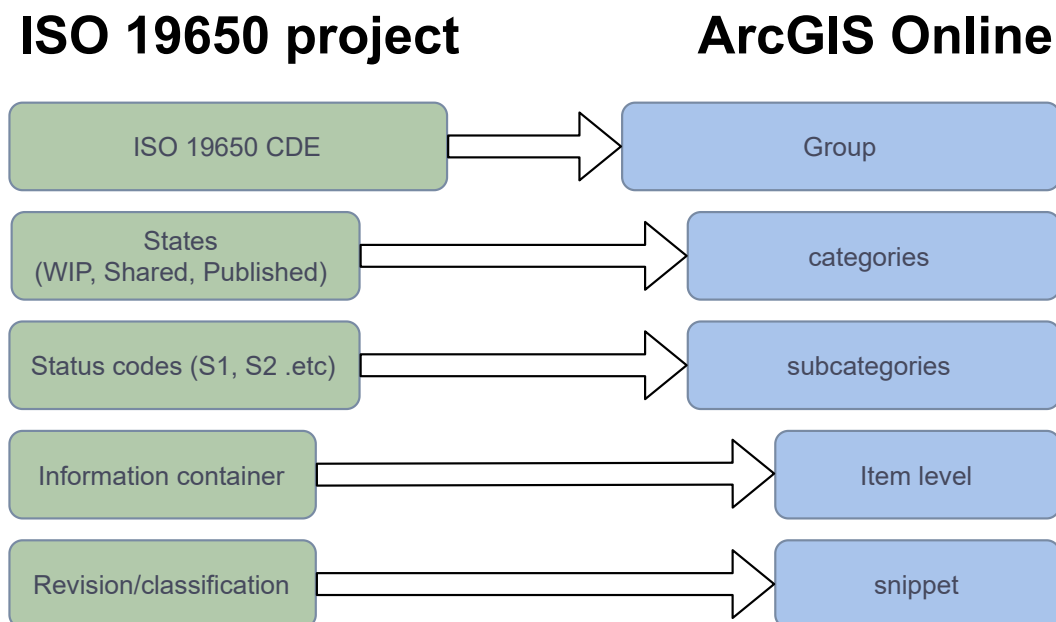 ISO 19650 project
ArcGIS Online
ISO 19650 CDE
Group
States
(WIP, Shared, Published)
categories
Status codes (S1, S2 .etc)
subcategories
Information container
Item level
Revision/classification
snippet